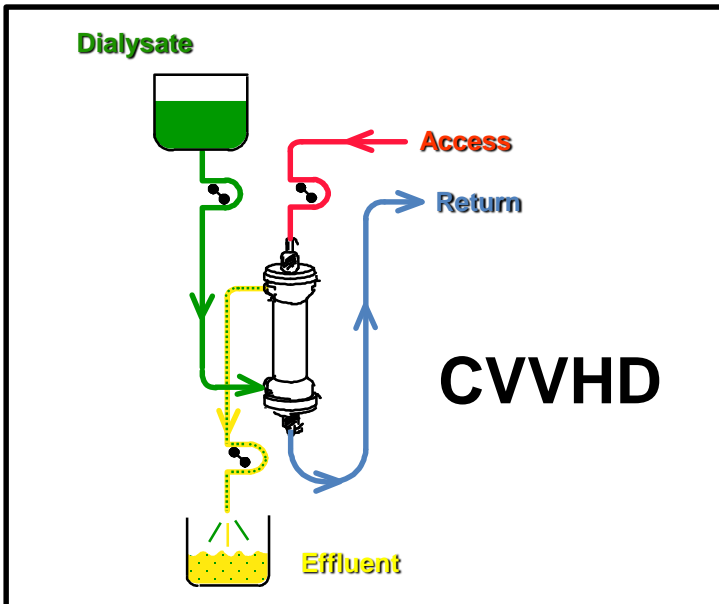 Dialysate
Access
Return
CVVHD
Effluent